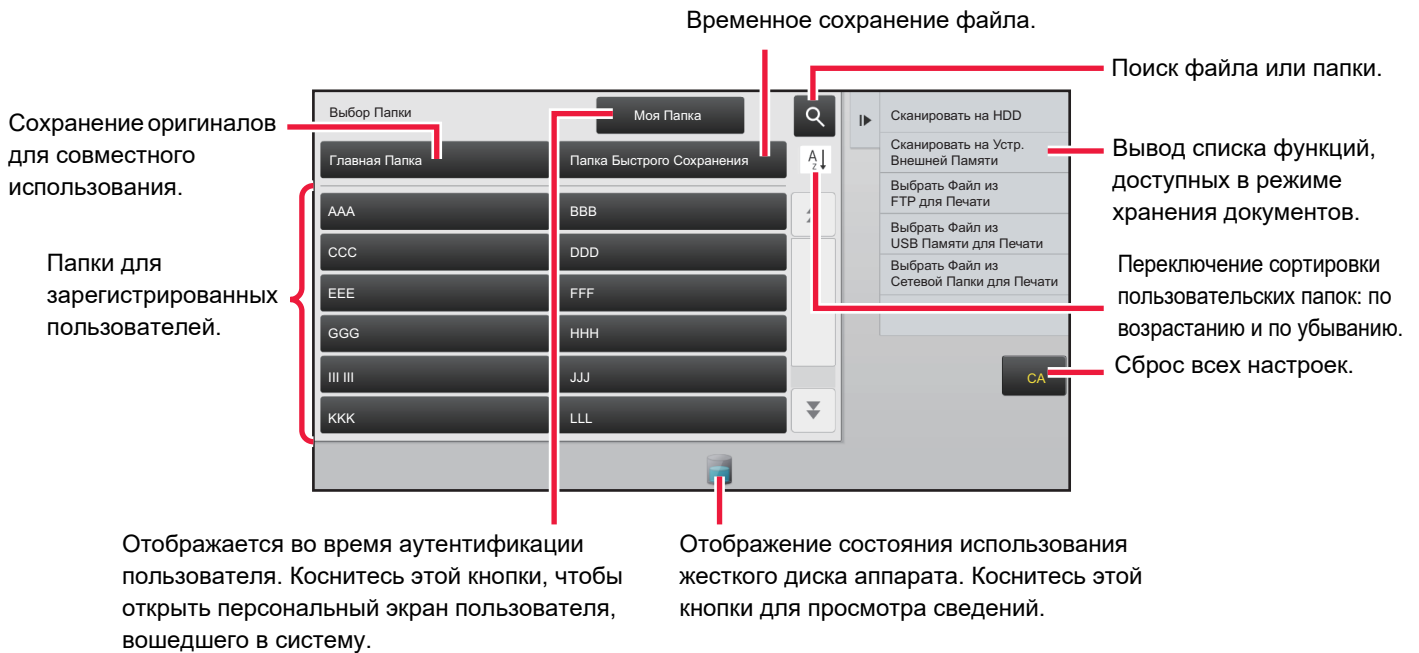 Временное сохранение файла.
Поиск файла или папки.
Сохранение оригиналов
для совместного
использования.
Папки для
зарегистрированных
пользователей.
Выбор Папки
Моя Папка
Главная Папка
Папка Быстрого Сохранения
A
Z
AAA
BBB
CCC
DDD
EEE
FFF
GGG
HHH
III III
JJJ
KKK
LLL
Сканировать на HDD
Сканировать на Устр.
Внешней Памяти
Выбрать Файл из
FTP для Печати
Выбрать Файл из
USB Памяти для Печати
Выбрать Файл из
Сетевой Папки для Печати
CA
Вывод списка функций,
доступных в режиме
хранения документов.
Переключение сортировки
пользовательских папок: по
возрастанию и по убыванию.
Сброс всех настроек.
Отображается во время аутентификации
пользователя. Коснитесь этой кнопки, чтобы
открыть персональный экран пользователя,
вошедшего в систему.
Отображение состояния использования
жесткого диска аппарата. Коснитесь этой
кнопки для просмотра сведений.